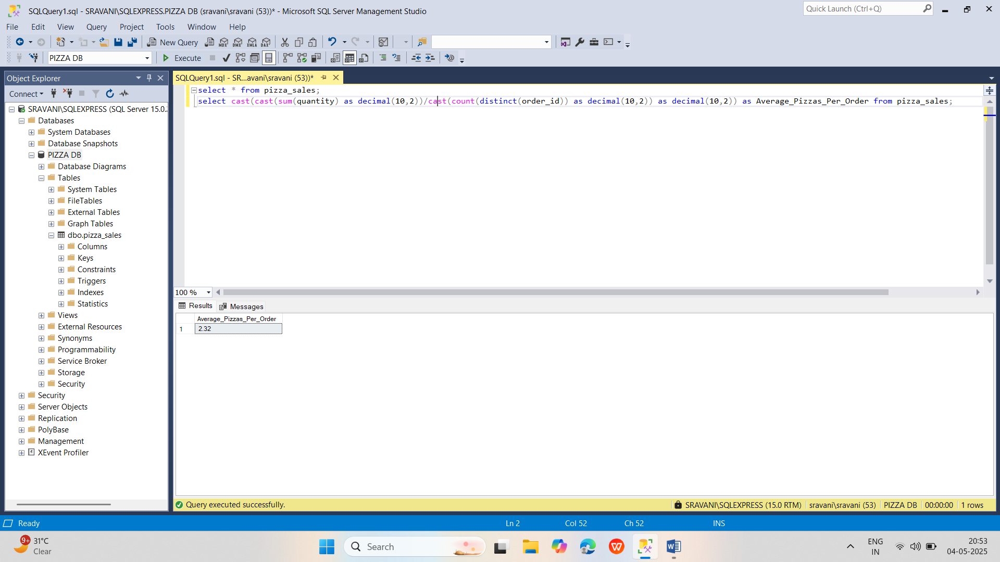 SQLQuery1.sql - SRAVANI\SQLEXPRESS.PIZZA DB (sravani\sravani (53))* - Microsoft SQL Server Management Studio
Quick Launch (Ctrl+Q)
File Edit View Query Project Tools Window Help
New Query MDX DMX XMLA DAX
PIZZA DB Execute
Object Explorer
SQLQuery1.sql - SR...avani\sravani (53))*
Connect
select * from pizza_sales;
select cast(cast(sum(quantity) as decimal(10,2))/cast(count(distinct(order_id)) as decimal(10,2)) as decimal(10,2)) as Average_Pizzas_Per_Order from pizza_sales;
SRAVANI\SQLEXPRESS (SQL Server 15.0.
Databases
System Databases
Database Snapshots
PIZZA DB
Database Diagrams
Tables
System Tables
FileTables
External Tables
Graph Tables
dbo.pizza_sales
Columns
Keys
Constraints
Triggers
Indexes
Statistics
Views
External Resources
Synonyms
Programmability
Service Broker
Storage
Security
Security
Server Objects
Replication
PolyBase
Management
XEvent Profiler
100 %
Results Messages
Average_Pizzas_Per_Order
1 2.32
Query executed successfully.
SRAVANI\SQLEXPRESS (15.0 RTM) sravani\sravani (53) PIZZA DB 00:00:00 1 rows
Ready Ln 2 Col 52 Ch 52 INS
9+ 31°C
Clear
Search
ENG
IN
20:53
04-05-2025